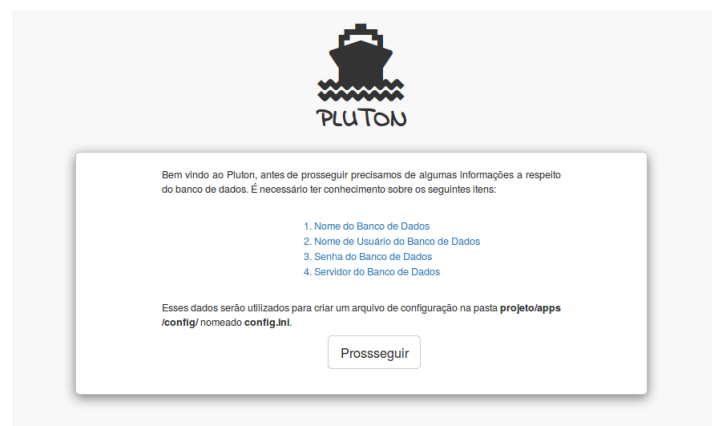 PLUTON
Bem vindo ao Pluton, antes de prosseguir precisamos de algumas informações a respeito
do banco de dados. É necessário ter conhecimento sobre os seguintes itens:
1. Nome do Banco de Dados
2. Nome de Usuário do Banco de Dados
3. Senha do Banco de Dados
4. Servidor do Banco de Dados
Esses dados serão utilizados para criar um arquivo de configuração na pasta projeto/apps
/config/ nomeado config.ini.
Prossseguir